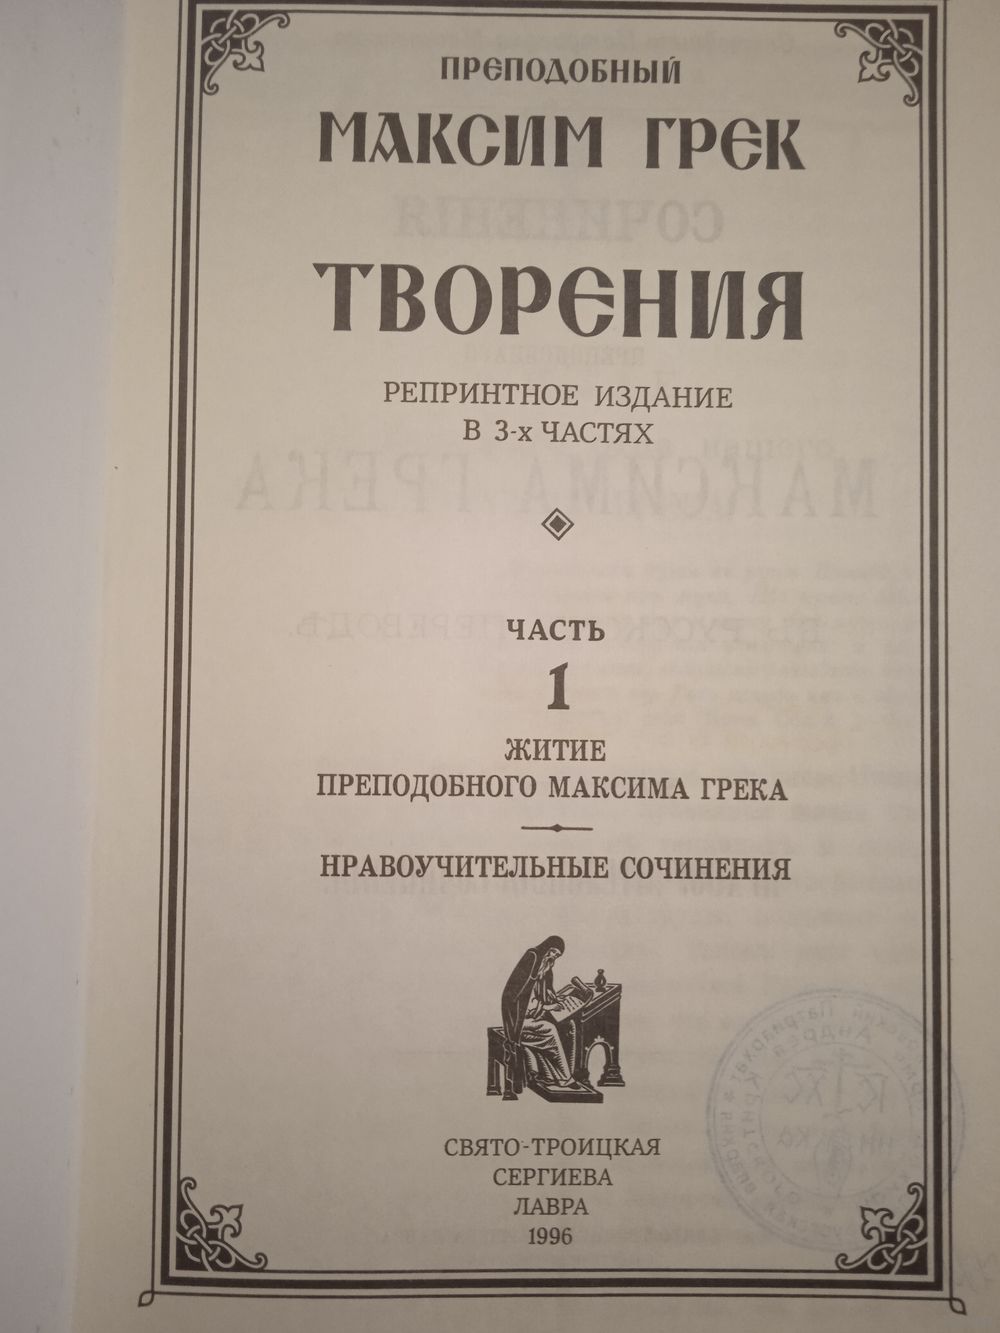 ПРЕПОДОБНЫЙ
МАКСИМ ГРЕК
ТВОРЕНИЯ
РЕПРИНТНОЕ ИЗДАНИЕ
В 3-х ЧАСТЯХ
ЧАСТЬ
1
ЖИТИЕ
ПРЕПОДОБНОГО МАКСИМА ГРЕКА
НРАВОУЧИТЕЛЬНЫЕ СОЧИНЕНИЯ
СВЯТО-ТРОИЦКАЯ
СЕРГИЕВА
ЛАВРА
1996